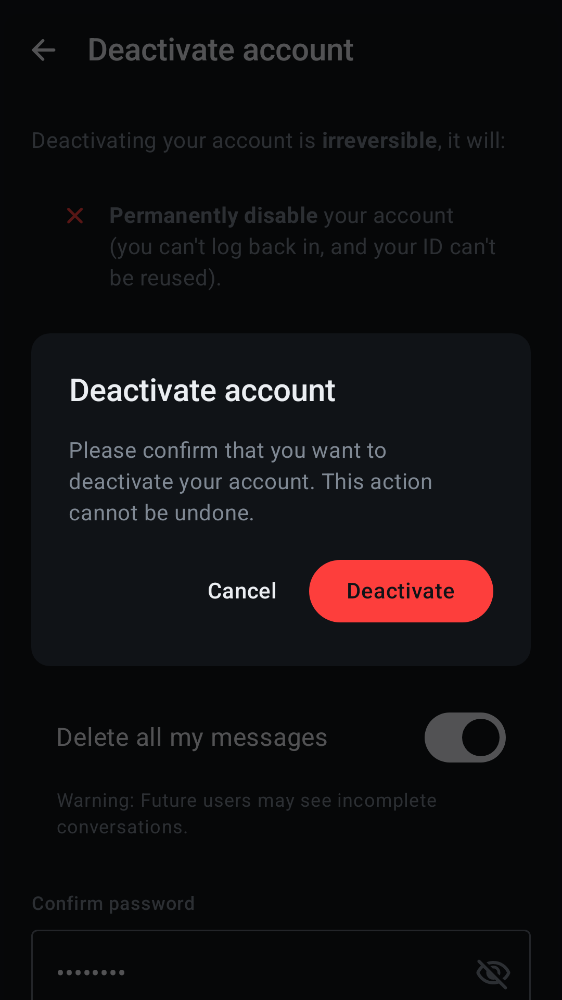 Deactivate account
Deactivating your account is irreversible, it will:
Permanently disable your account
(you can't log back in, and your ID can't
be reused).
Deactivate account
Please confirm that you want to
deactivate your account. This action
cannot be undone.
Cancel
Deactivate
Delete all my messages
Warning: Future users may see incomplete
conversations.
Confirm password
••••••••